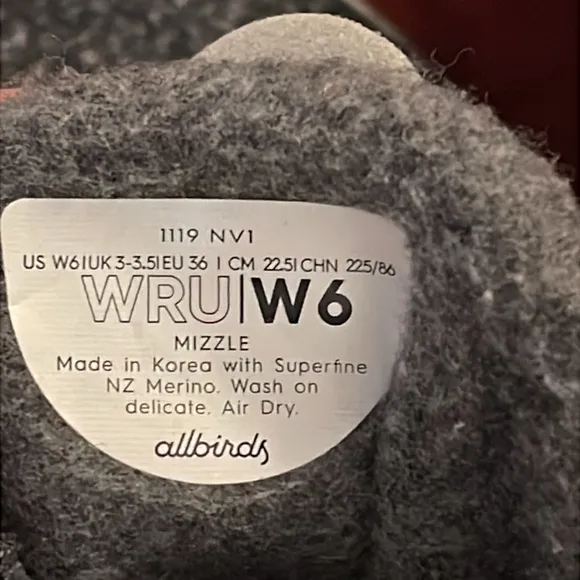 1119 NV1
US W6|UK 3-3.5|EU 36 | CM 22.5|CHN 225/86
WRU|W6
MIZZLE
Made in Korea with Superfine
NZ Merino. Wash on
delicate. Air Dry.
allbirds